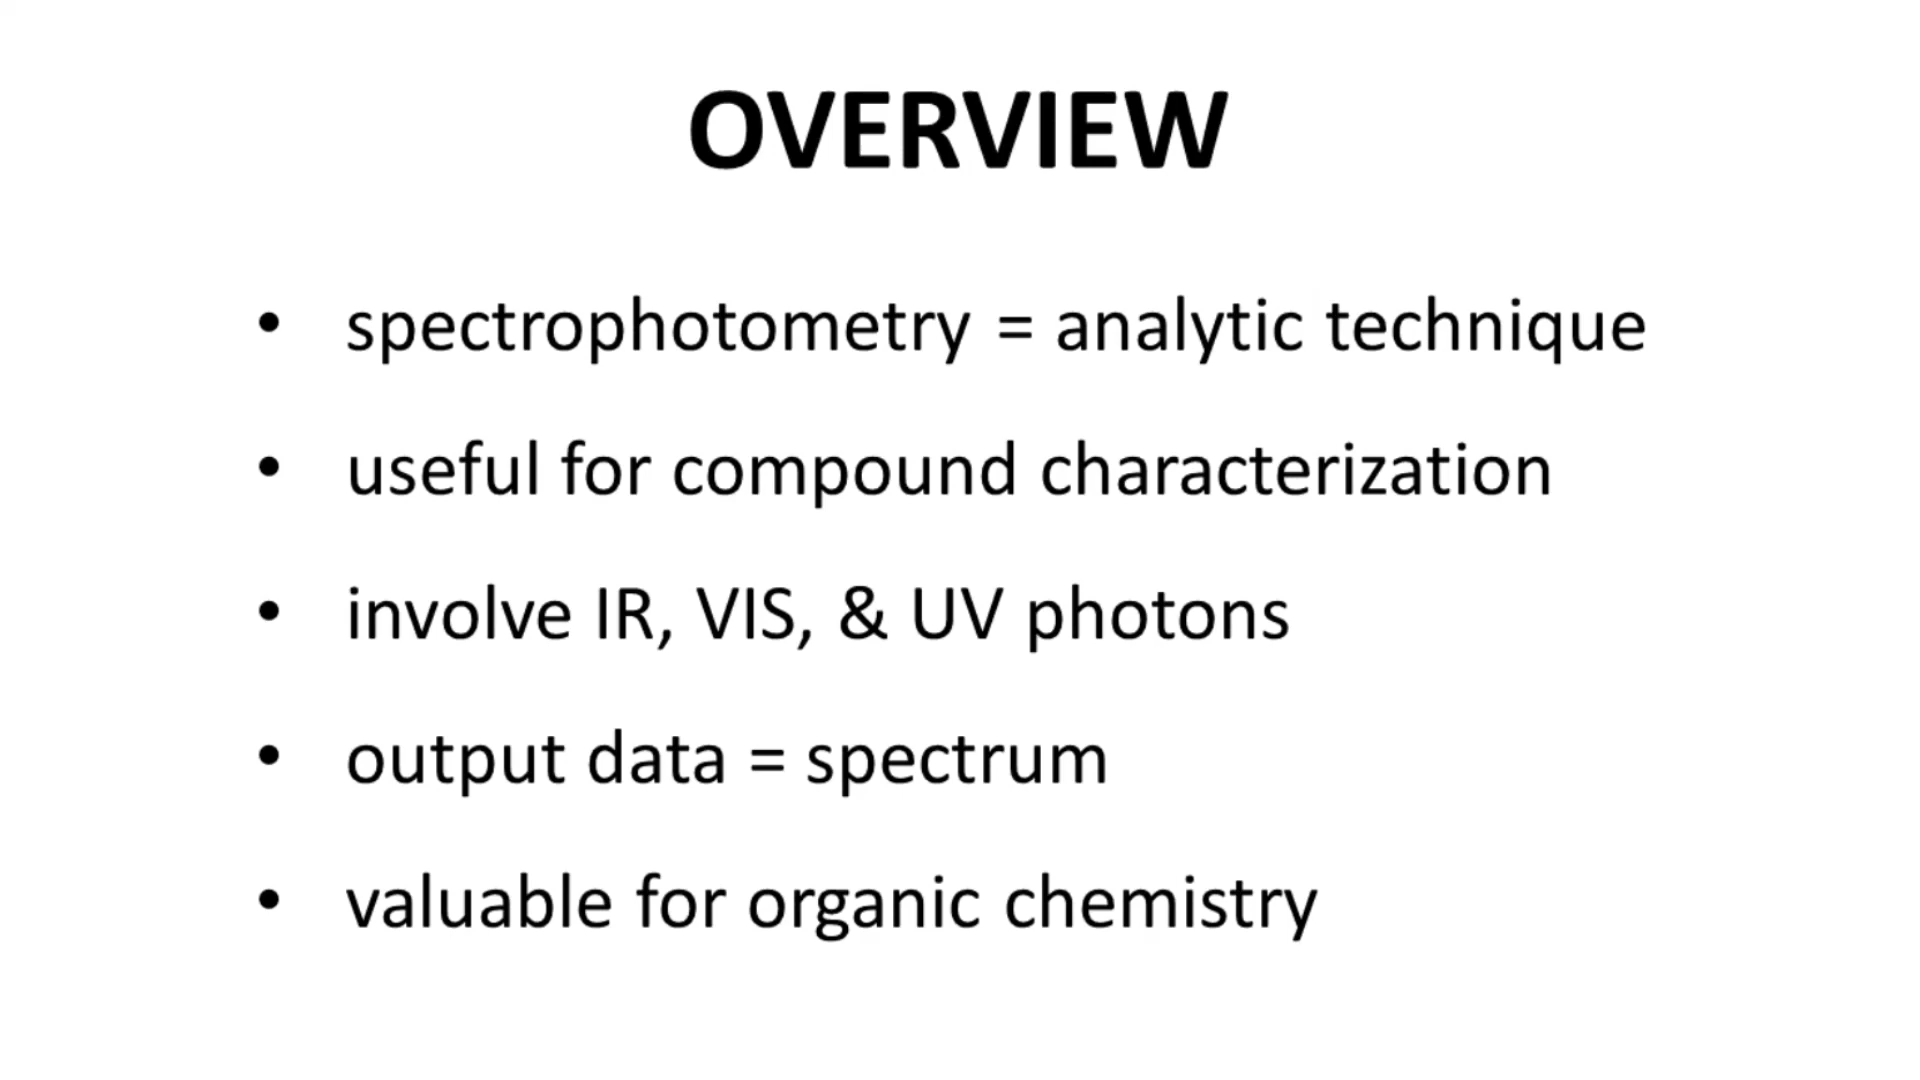 OVERVIEW
• spectrophotometry = analytic technique
• useful for compound characterization
• involve IR, VIS, & UV photons
• output data = spectrum
• valuable for organic chemistry